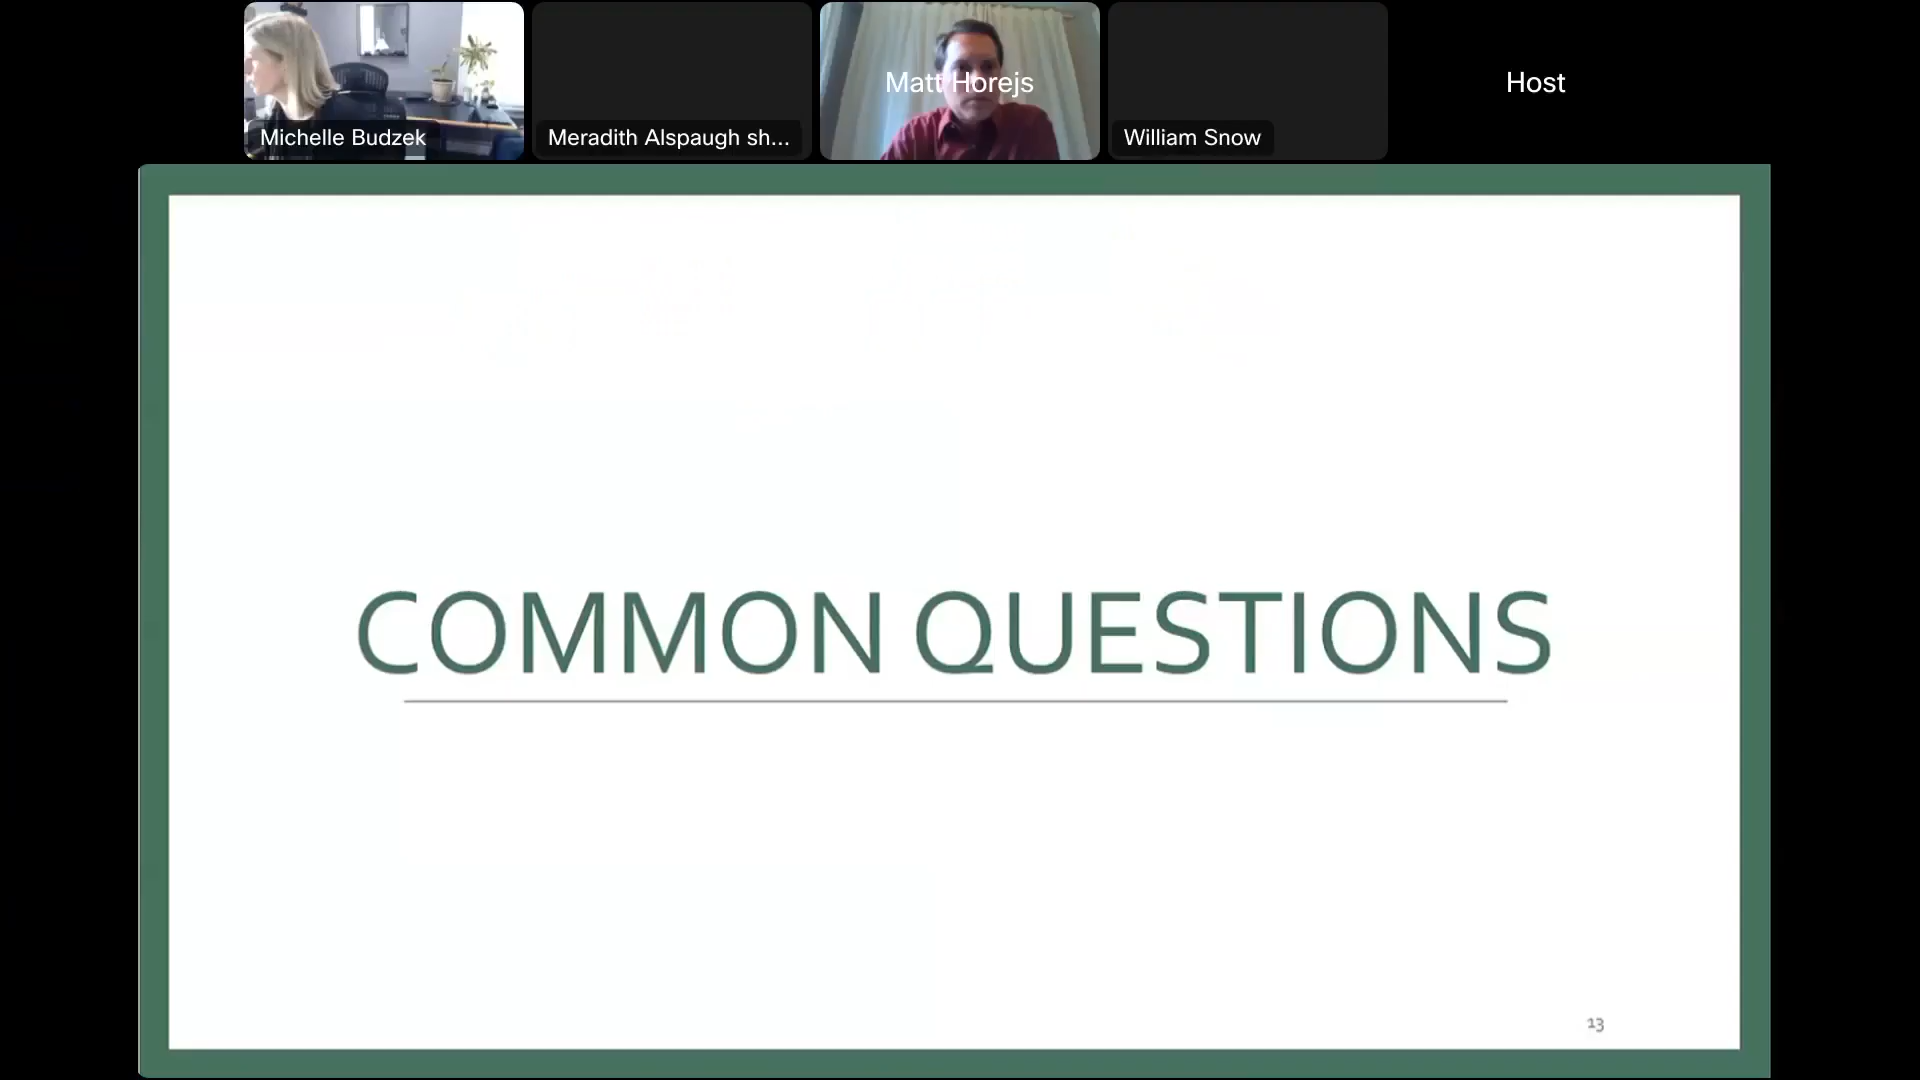 Michelle Budzek
Meradith Alspaugh sh...
Matt Horejs
William Snow
Host
COMMON QUESTIONS
13